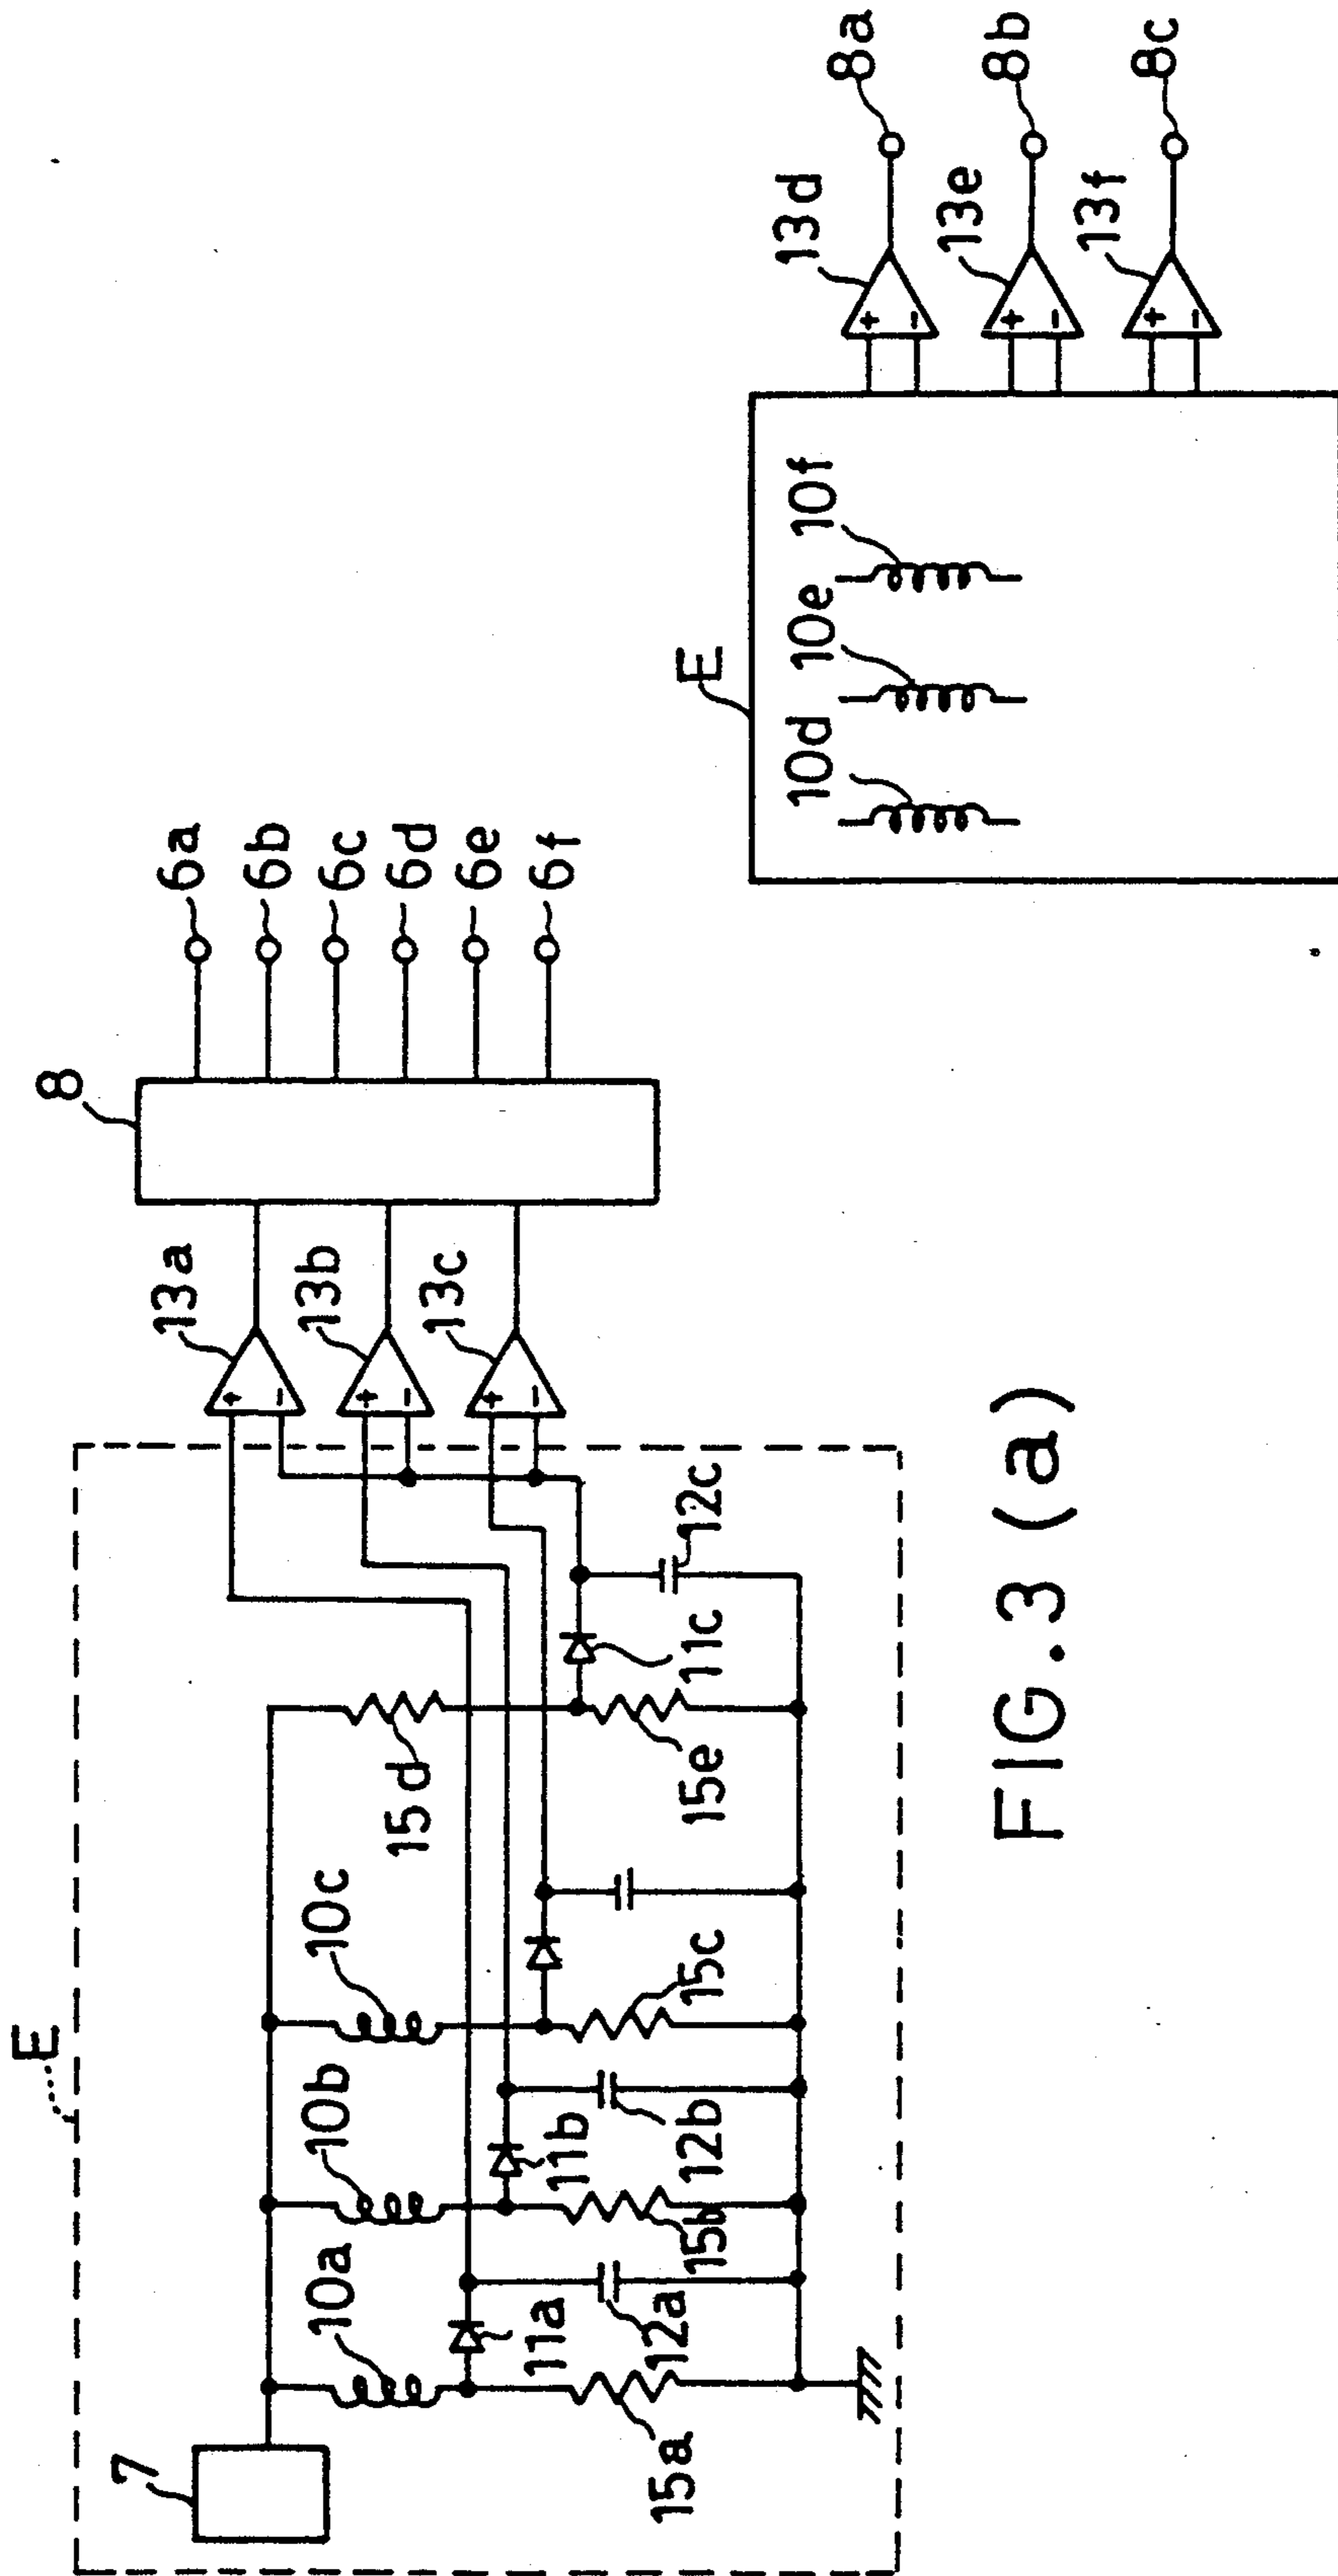 E
7
10a
10b
10c
15d
11a
11b
11c
12a
12b
12c
15a
15b
15c
15e
13a
+
-
13b
+
-
13c
+
-
8
6a
6b
6c
6d
6e
6f
E
10d
10e
10f
13d
+
-
13e
+
-
13f
+
-
8a
8b
8c
FIG.3 (a)